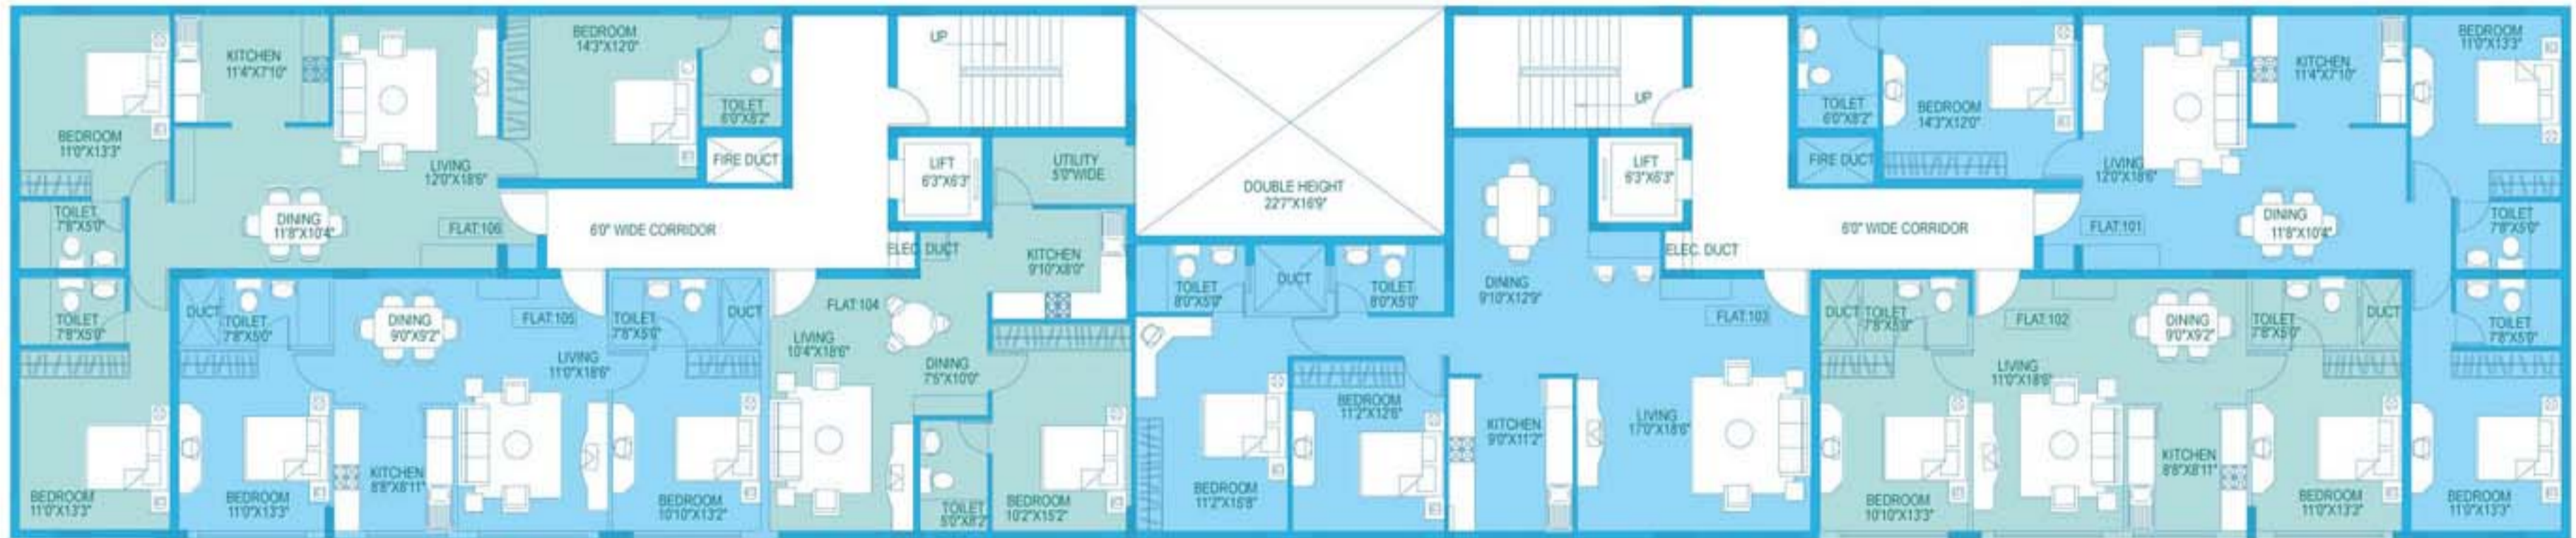 BEDROOM
11'0"X13'3"
KITCHEN
11'4"X7'10"
LIVING
12'0"X18'6"
BEDROOM
14'3"X12'0"
TOILET
6'0"X8'2"
FIRE DUCT
TOILET
7'8"X5'0"
DINING
11'8"X10'4"
FLAT:106
6'0" WIDE CORRIDOR
TOILET
7'8"X5'0"
BEDROOM
11'0"X13'3"
UP
LIFT
6'3"X6'3"
UTILITY
5'0"WIDE
ELEC. DUCT
DUCT
TOILET
7'8"X5'0"
DINING
9'0"X9'2"
FLAT:105
LIVING
11'0"X18'6"
TOILET
7'8"X5'0"
DUCT
BEDROOM
11'0"X13'3"
KITCHEN
8'8"X8'11"
BEDROOM
10'10"X13'2"
FLAT:104
LIVING
10'4"X18'6"
KITCHEN
9'10"X8'0"
DINING
7'5"X10'0"
TOILET
5'0"X8'2"
BEDROOM
10'2"X15'2"
DOUBLE HEIGHT
22'7"X16'9"
UP
LIFT
6'3"X6'3"
ELEC. DUCT
TOILET
8'0"X5'0"
DUCT
TOILET
8'0"X5'0"
DINING
9'10"X12'9"
FLAT:103
BEDROOM
11'2"X12'6"
BEDROOM
11'2"X15'8"
KITCHEN
9'0"X11'2"
LIVING
17'0"X18'6"
TOILET
6'0"X8'2"
BEDROOM
14'3"X12'0"
FIRE DUCT
LIVING
12'0"X18'6"
KITCHEN
11'4"X7'10"
BEDROOM
11'0"X13'3"
6'0" WIDE CORRIDOR
FLAT:101
DINING
11'8"X10'4"
TOILET
7'8"X5'0"
TOILET
7'8"X5'0"
BEDROOM
11'0"X13'3"
DUCT
TOILET
7'8"X5'9"
FLAT:102
DINING
9'0"X9'2"
TOILET
7'8"X5'0"
DUCT
LIVING
11'0"X18'6"
BEDROOM
10'10"X13'3"
KITCHEN
8'8"X8'11"
BEDROOM
11'0"X13'3"